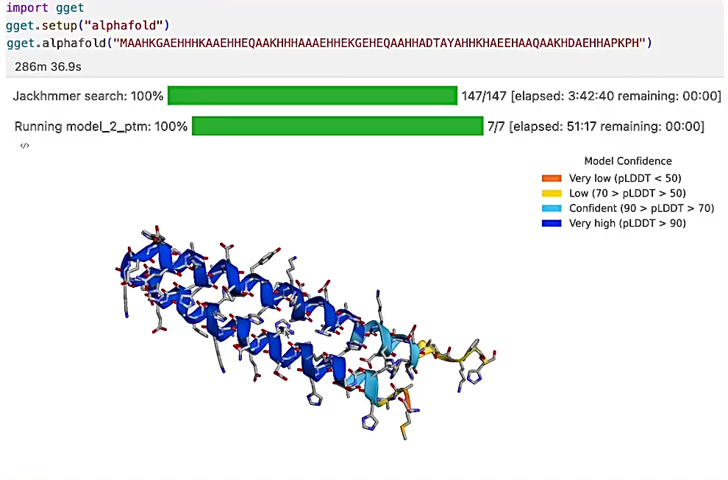 import gget
gget.setup("alphafold")
gget.alphafold("MAAHKGAEHHHKAAEHHEQAAKHHHAAAEHHEKGEHEQAAHHADTAYAHHKHAEEHAAQAAKHDAEHHAPKPH")
286m 36.9s
Jackhmmer search: 100% 147/147 [elapsed: 3:42:40 remaining: 00:00]
Running model_2_ptm: 100% 7/7 [elapsed: 51:17 remaining: 00:00]
</>
Model Confidence
Very low (pLDDT < 50)
Low (70 > pLDDT > 50)
Confident (90 > pLDDT > 70)
Very high (pLDDT > 90)